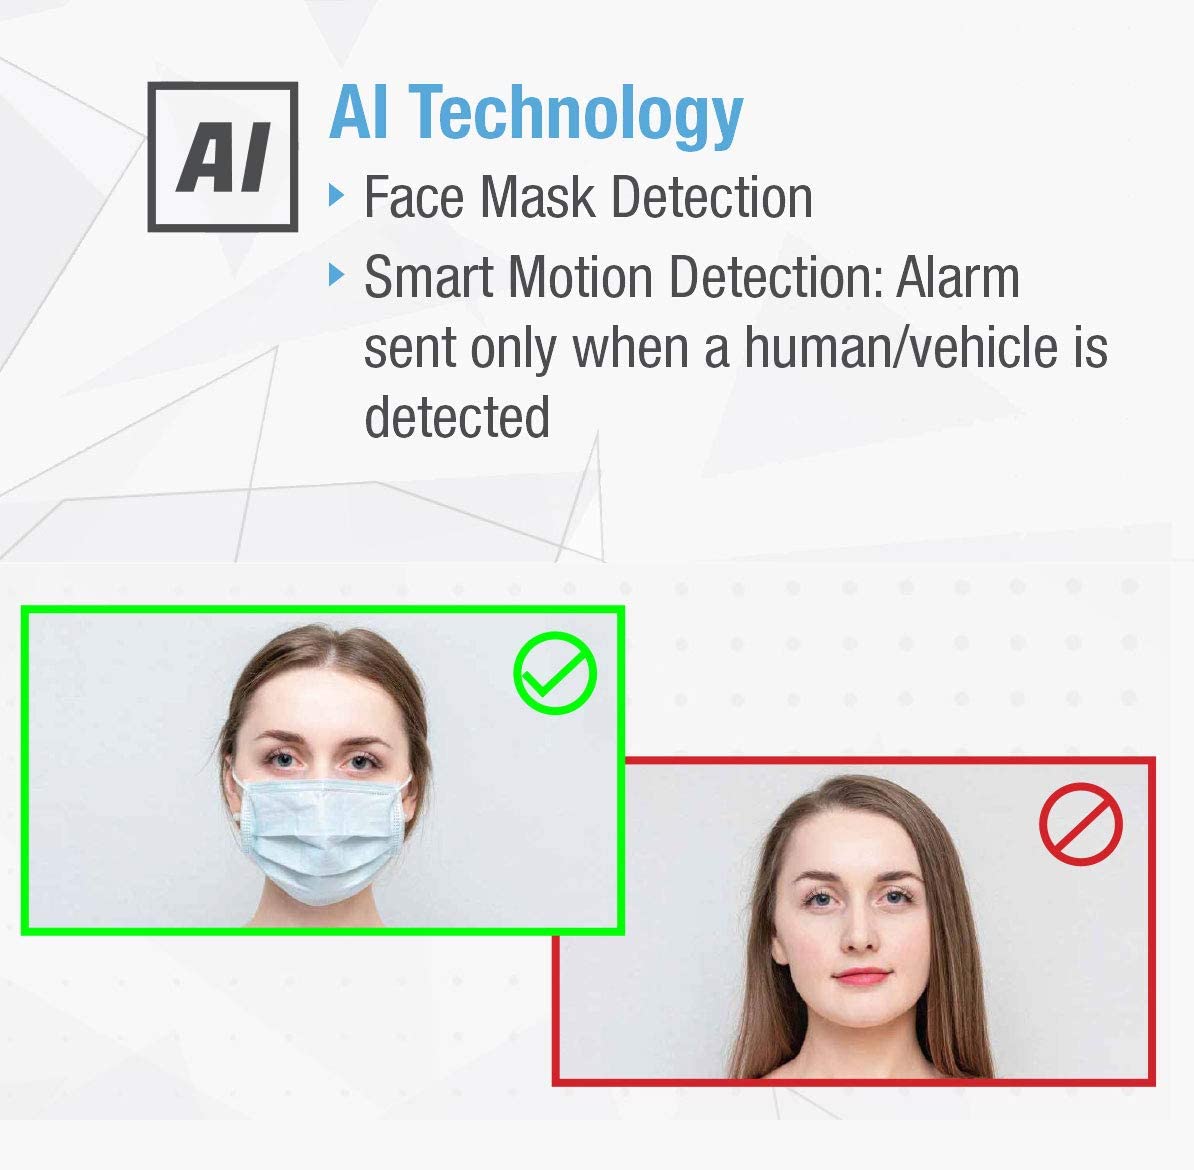 AI
AI Technology
Face Mask Detection
Smart Motion Detection: Alarm
sent only when a human/vehicle is
detected